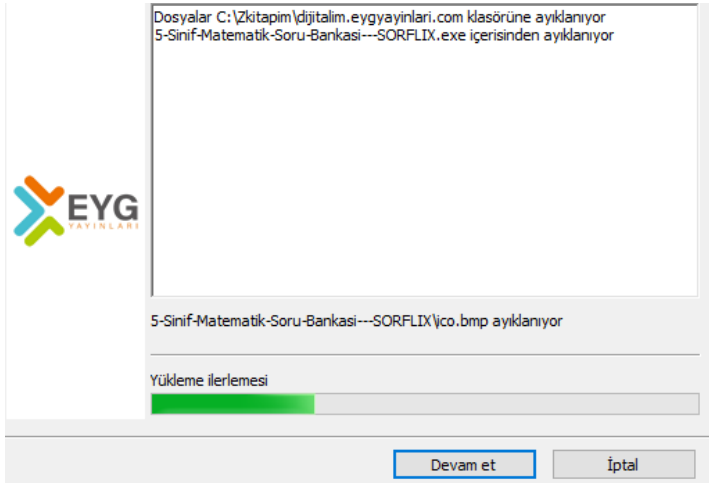 Dosyalar C:\Zkitapim\dijitalim.eygyayinlari.com klasörüne ayıklanıyor
5-Sinif-Matematik-Soru-Bankasi---SORFLIX.exe içerisinden ayıklanıyor
EYG
YAYINLARI
5-Sinif-Matematik-Soru-Bankasi---SORFLIX\ico.bmp ayıklanıyor
Yükleme ilerlemesi
Devam et
İptal